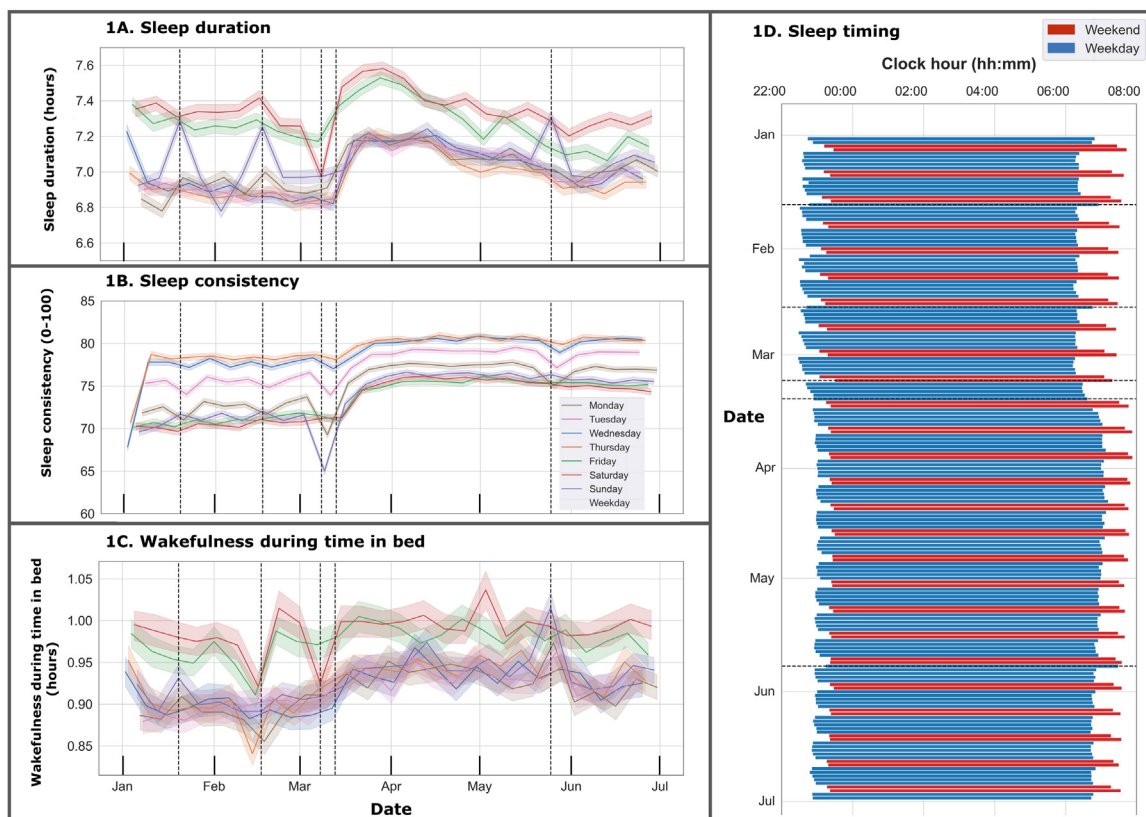 1A. Sleep duration
Sleep duration (hours)
7.6
7.4
7.2
7.0
6.8
6.6
1B. Sleep consistency
Sleep consistency (0-100)
85
80
75
70
65
60
Monday
Tuesday
Wednesday
Thursday
Friday
Saturday
Sunday
Weekday
1C. Wakefulness during time in bed
Wakefulness during time in bed
(hours)
1.05
1.00
0.95
0.90
0.85
Jan Feb Mar Apr May Jun Jul
Date
1D. Sleep timing
Weekend
Weekday
Clock hour (hh:mm)
22:00 00:00 02:00 04:00 06:00 08:00
Jan
Feb
Mar
Date
Apr
May
Jun
Jul